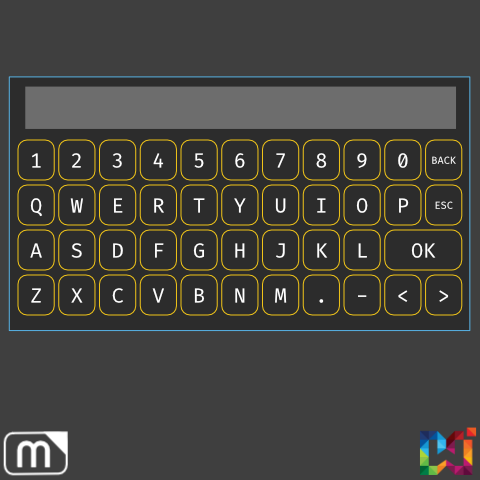 1 2 3 4 5 6 7 8 9 0 BACK
Q W E R T Y U I O P ESC
A S D F G H J K L OK
Z X C V B N M . - < >
m